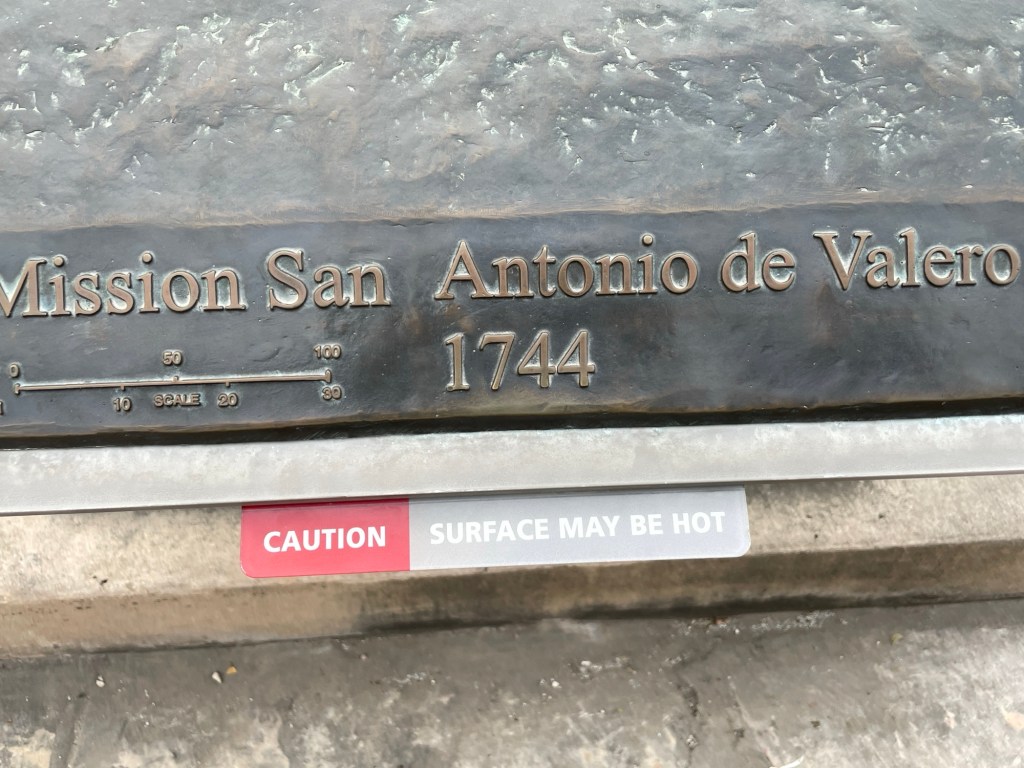 Mission San Antonio de Valero
1744
0 50 100
10 SCALE 20 30
CAUTION SURFACE MAY BE HOT